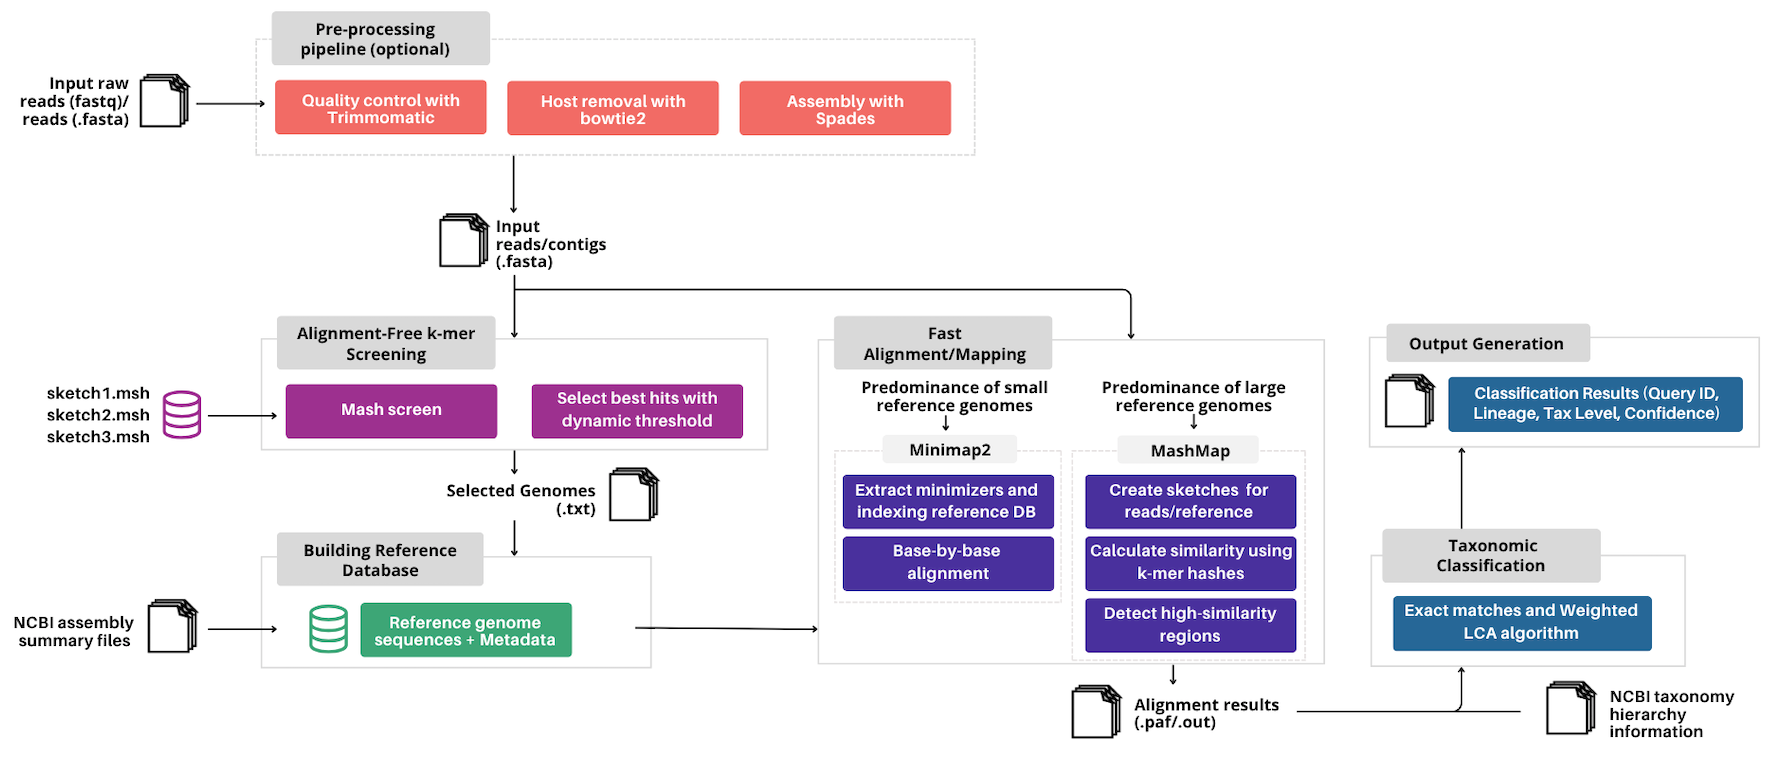 Pre-processing
pipeline (optional)
Input raw
reads (fastq)/
reads (.fasta)
Quality control with
Trimmomatic
Host removal with
bowtie2
Assembly with
Spades
Input
reads/contigs
(.fasta)
Alignment-Free k-mer
Screening
sketch1.msh
sketch2.msh
sketch3.msh
Mash screen
Select best hits with
dynamic threshold
Selected Genomes
(.txt)
Building Reference
Database
NCBI assembly
summary files
Reference genome
sequences + Metadata
Fast
Alignment/Mapping
Predominance of small
reference genomes
Minimap2
Extract minimizers and
indexing reference DB
Base-by-base
alignment
Predominance of large
reference genomes
MashMap
Create sketches for
reads/reference
Calculate similarity using
k-mer hashes
Detect high-similarity
regions
Alignment results
(.paf/.out)
NCBI taxonomy
hierarchy
information
Taxonomic
Classification
Exact matches and Weighted
LCA algorithm
Output Generation
Classification Results (Query ID,
Lineage, Tax Level, Confidence)